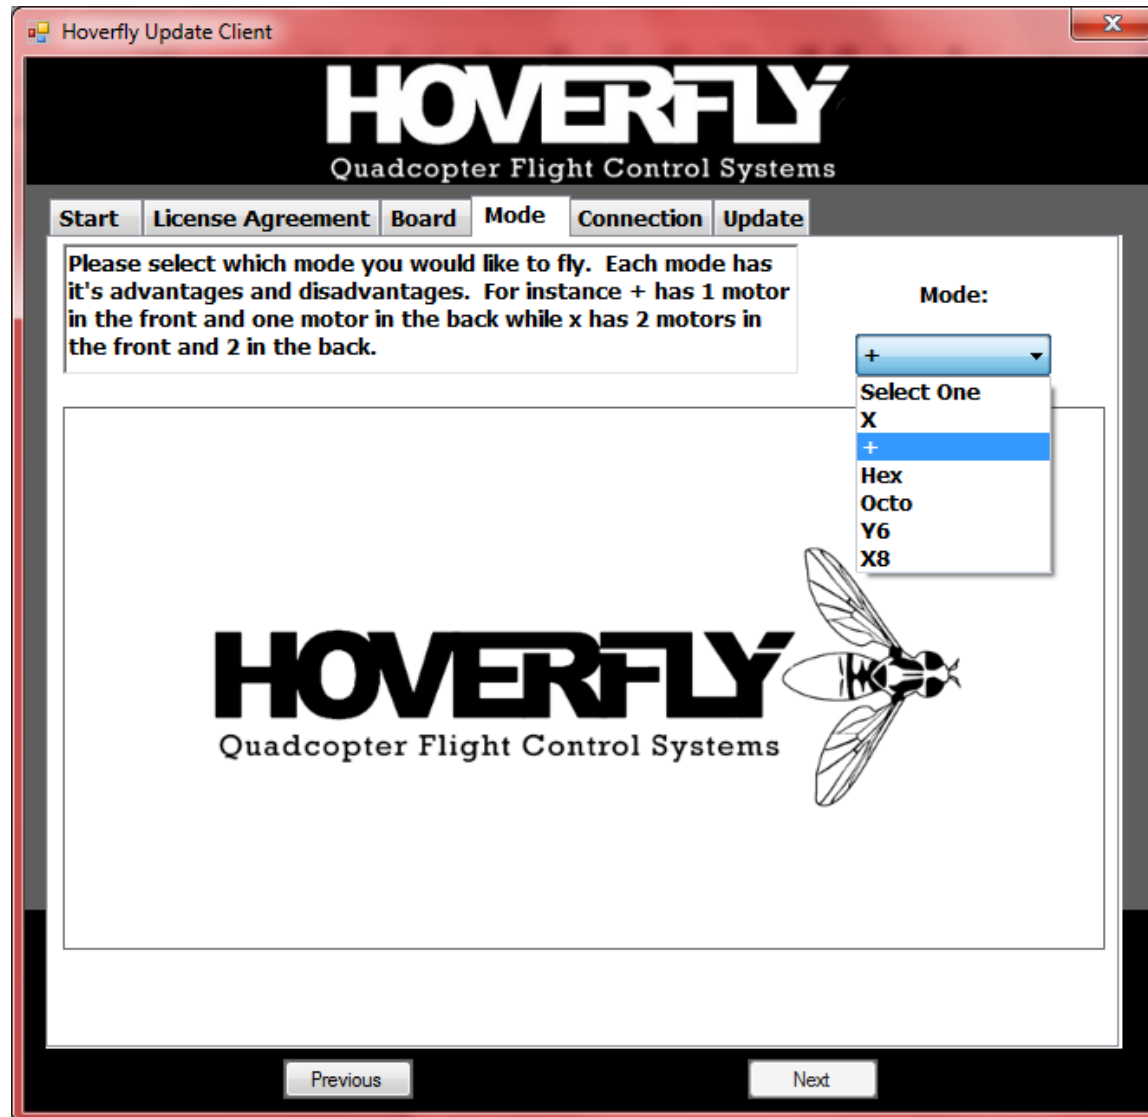 Hoverfly Update Client
X
HOVERFLY
Quadcopter Flight Control Systems
Start License Agreement Board Mode Connection Update
Please select which mode you would like to fly.  Each mode has
it's advantages and disadvantages.  For instance + has 1 motor
in the front and one motor in the back while x has 2 motors in
the front and 2 in the back.
Mode:
+
Select One
X
+
Hex
Octo
Y6
X8
HOVERFLY
Quadcopter Flight Control Systems
Previous Next